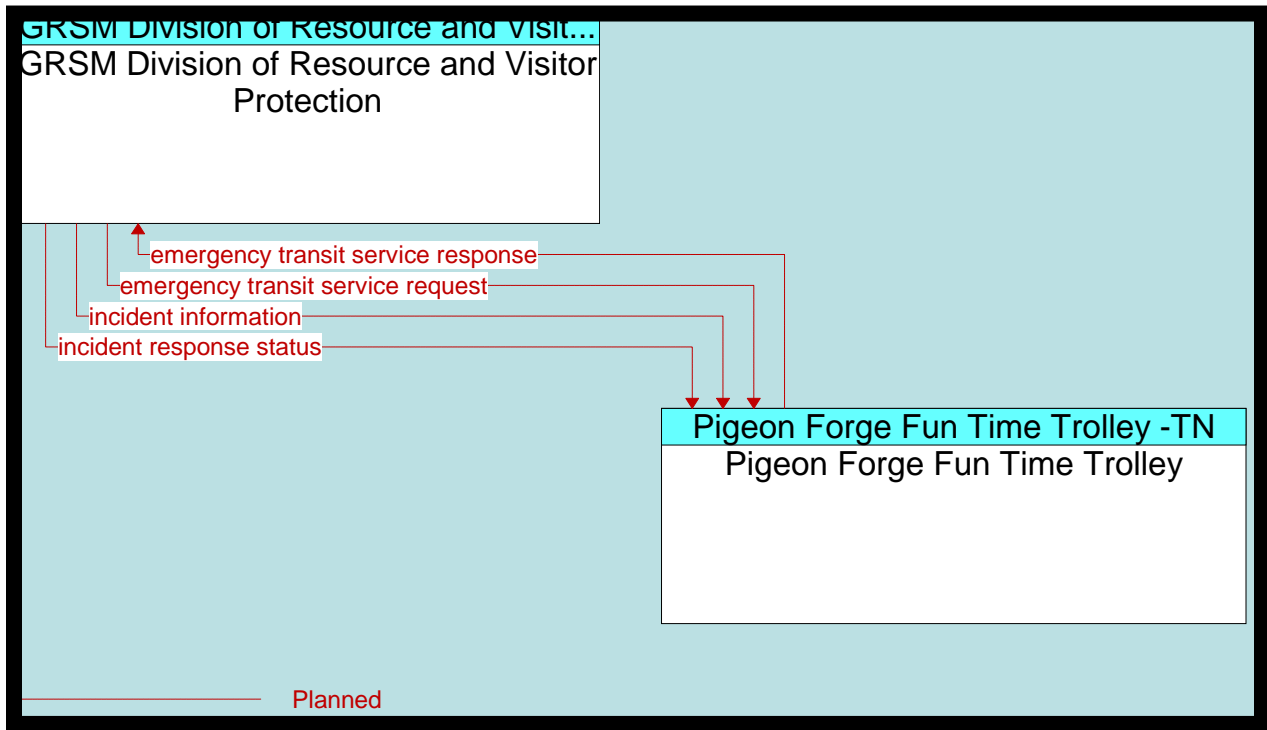 GRSM Division of Resource and Visit...
GRSM Division of Resource and Visitor
Protection
emergency transit service response
emergency transit service request
incident information
incident response status
Pigeon Forge Fun Time Trolley -TN
Pigeon Forge Fun Time Trolley
Planned